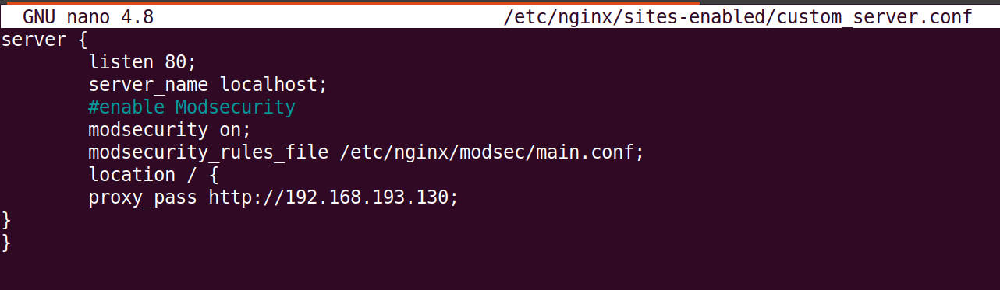 GNU nano 4.8 /etc/nginx/sites-enabled/custom_server.conf
server {
listen 80;
server_name localhost;
#enable Modsecurity
modsecurity on;
modsecurity_rules_file /etc/nginx/modsec/main.conf;
location / {
proxy_pass http://192.168.193.130;
}
}